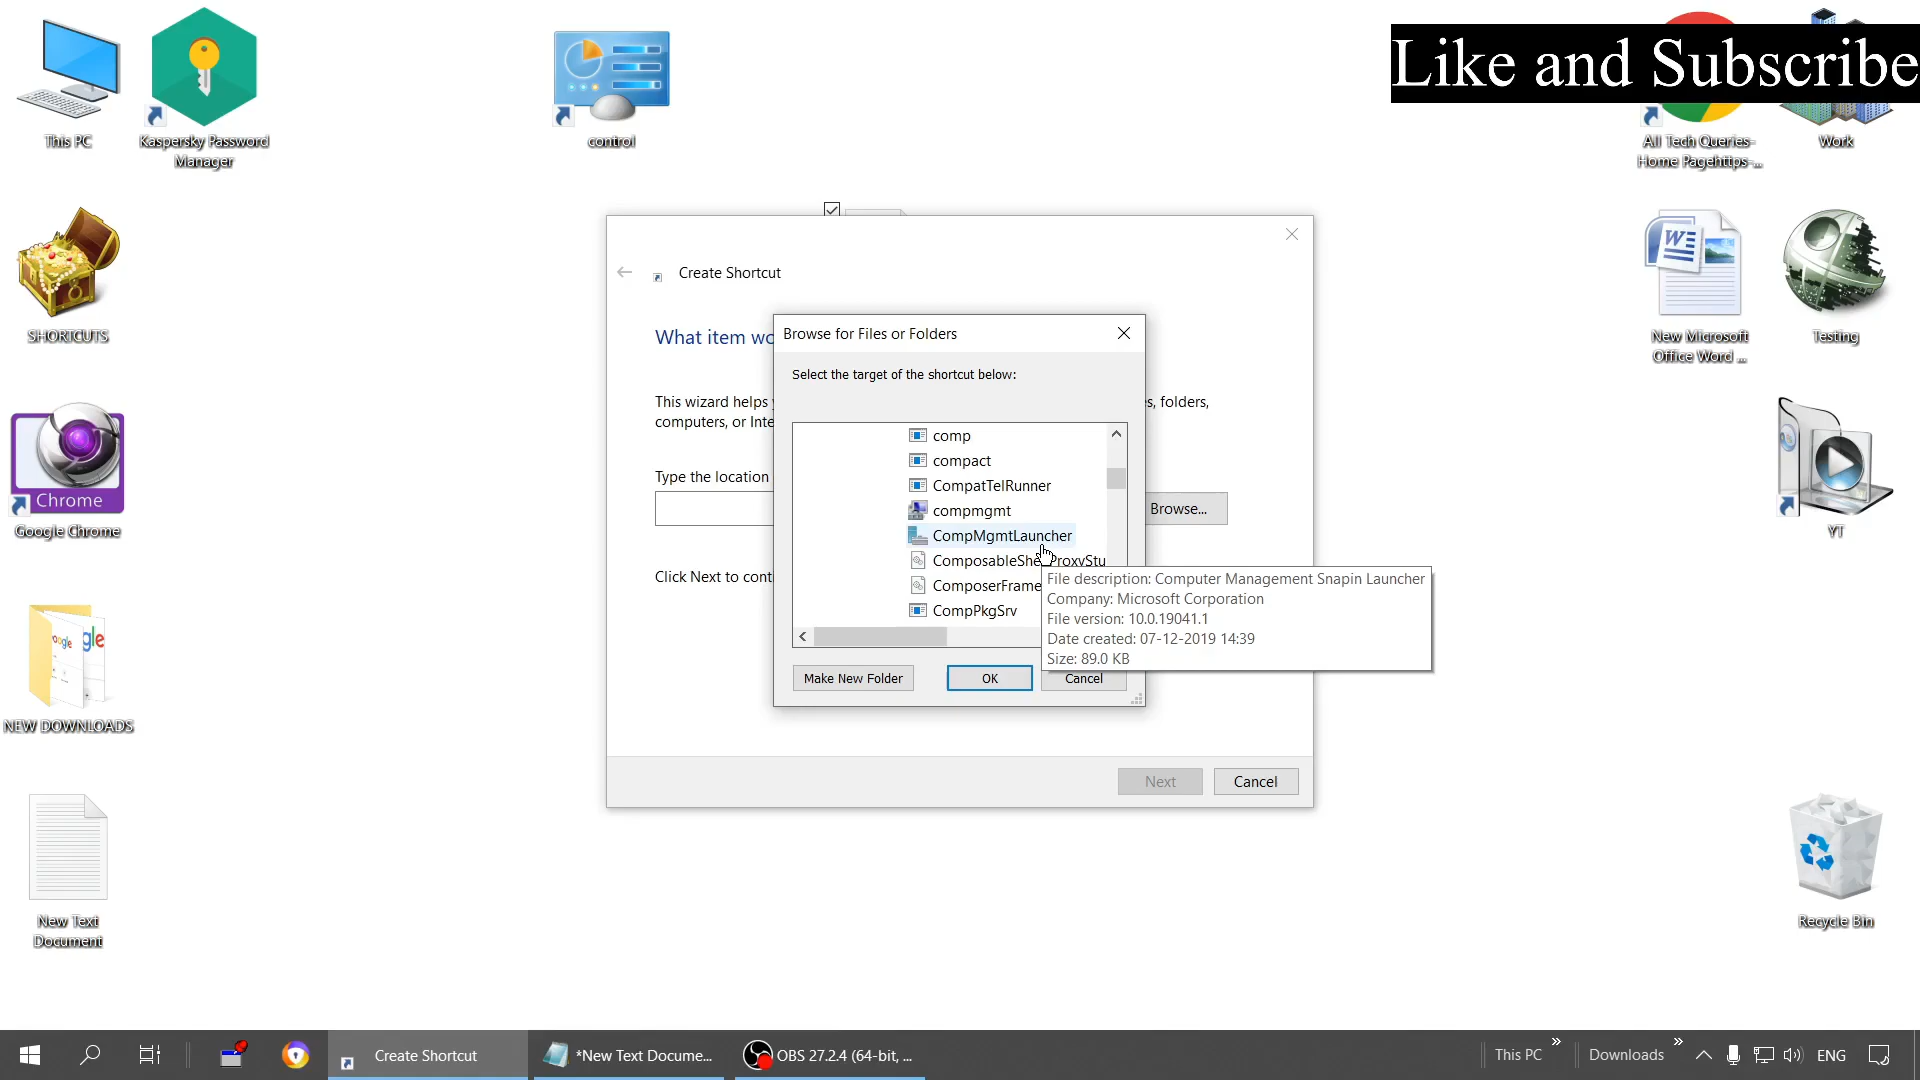 Like and Subscribe
This PC
Kaspersky Password
Manager
control
All Tech Queries-
Home Pagehttps-...
Work
SHORTCUTS
New Microsoft
Office Word ...
Testing
Chrome
Google Chrome
YT
NEW DOWNLOADS
New Text
Document
Recycle Bin
Create Shortcut
What item wo
This wizard helps
s, folders,
computers, or Inte
Type the location
Browse...
Click Next to cont
Next
Cancel
Browse for Files or Folders
Select the target of the shortcut below:
comp
compact
CompatTelRunner
compmgmt
CompMgmtLauncher
ComposableShe ProxyStu
ComposerFrame
CompPkgSrv
Make New Folder
OK
Cancel
File description: Computer Management Snapin Launcher
Company: Microsoft Corporation
File version: 10.0.19041.1
Date created: 07-12-2019 14:39
Size: 89.0 KB
Create Shortcut
*New Text Docume...
OBS 27.2.4 (64-bit, ...
This PC
Downloads
ENG